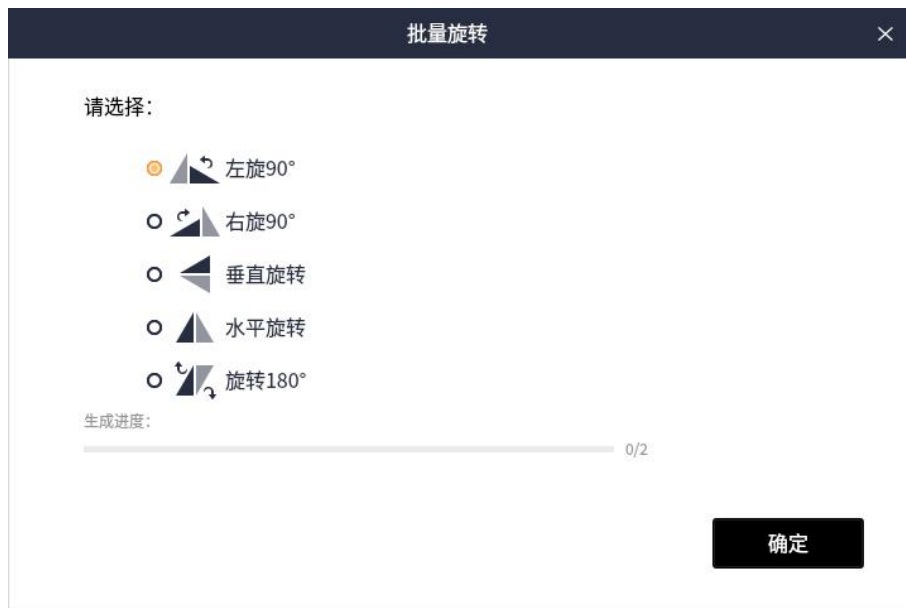 批量旋转
请选择：
左旋90°
右旋90°
垂直旋转
水平旋转
旋转180°
生成进度：
0/2
确定